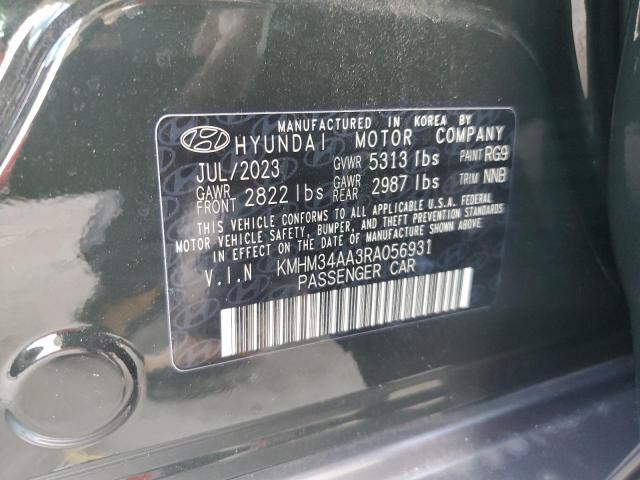 MANUFACTURED IN KOREA BY
HYUNDAI MOTOR COMPANY
JUL/2023 GVWR 5313 lbs PAINT RG9
GAWR FRONT 2822 lbs GAWR REAR 2987 lbs TRIM NNB
THIS VEHICLE CONFORMS TO ALL APPLICABLE U.S.A. FEDERAL
MOTOR VEHICLE SAFETY, BUMPER, AND THEFT PREVENTION STANDARDS
IN EFFECT ON THE DATE OF MANUFACTURE SHOWN ABOVE.
V.I.N KMHM34AA3RA056931
PASSENGER CAR